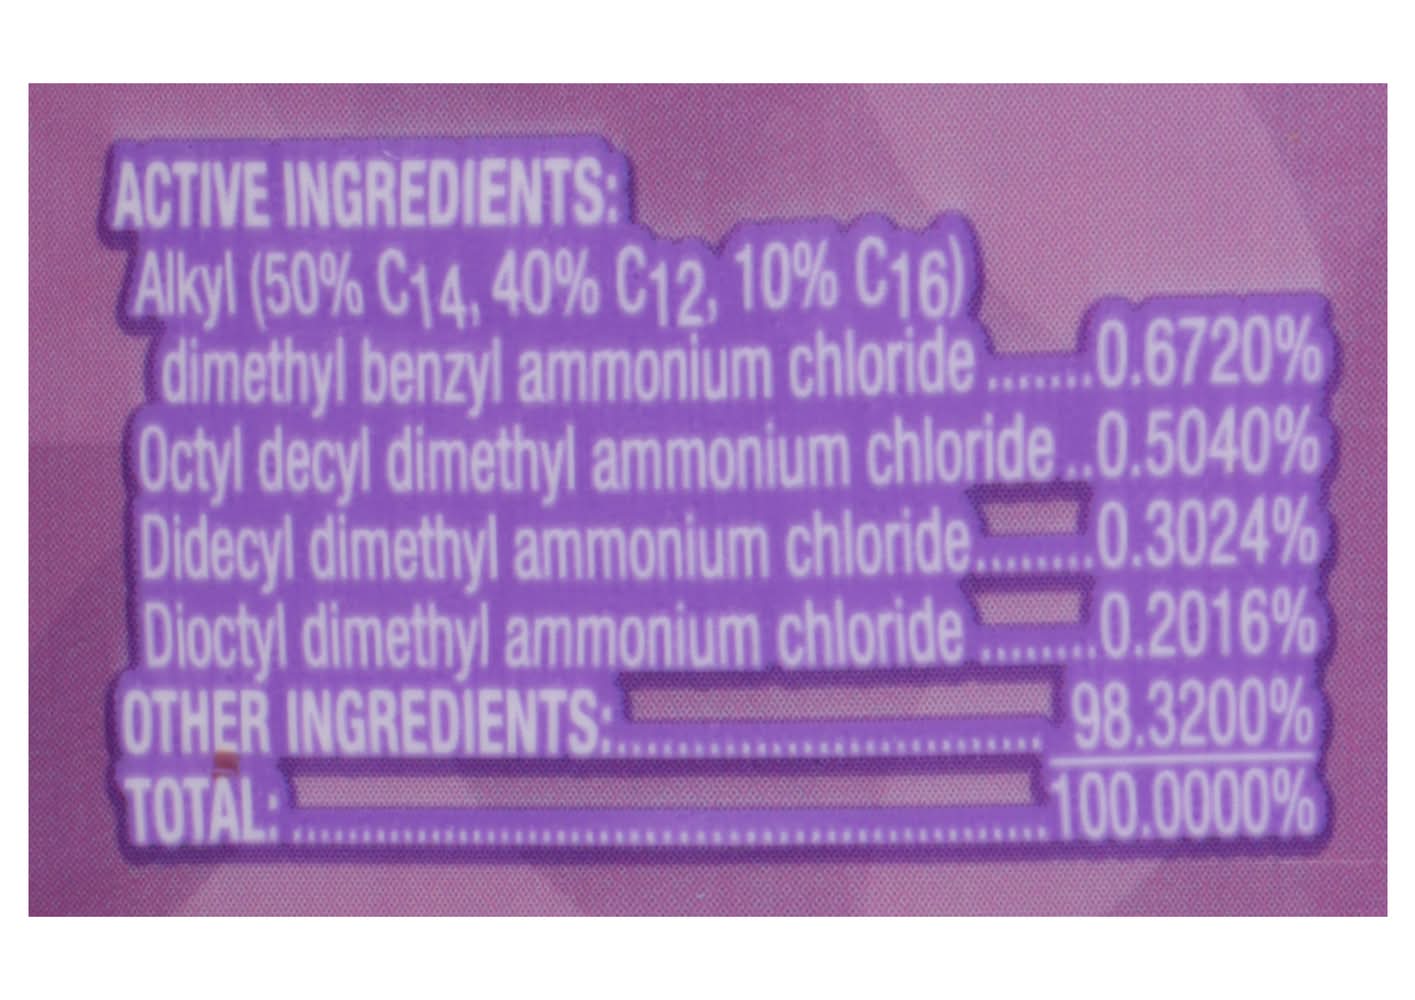 ACTIVE INGREDIENTS:
Alkyl (50% C14, 40% C12, 10% C16)
dimethyl benzyl ammonium chloride.......0.6720%
Octyl decyl dimethyl ammonium chloride..0.5040%
Didecyl dimethyl ammonium chloride........0.3024%
Dioctyl dimethyl ammonium chloride........0.2016%
OTHER INGREDIENTS:.............................. 98.3200%
TOTAL:......................................................100.0000%